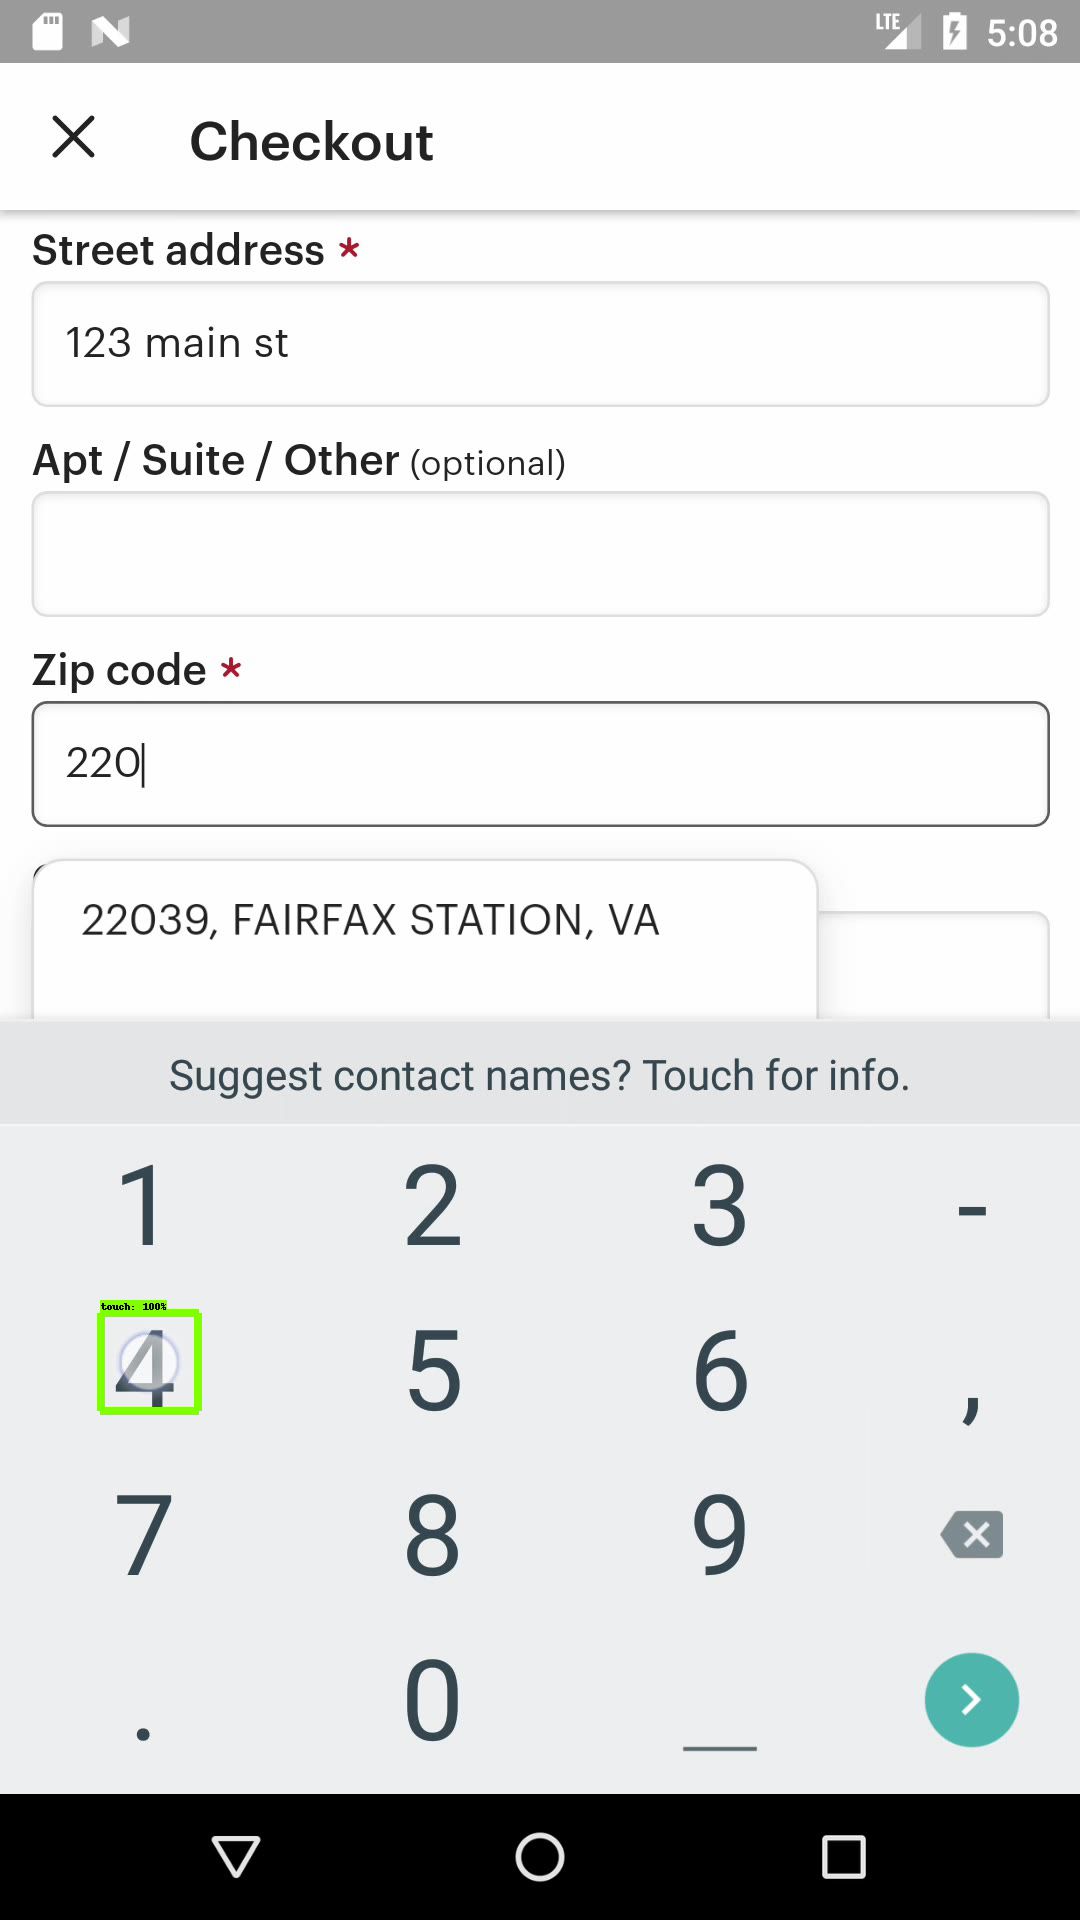 LTE 5:08
Checkout
Street address *
123 main st
Apt / Suite / Other (optional)
Zip code *
220
22039, FAIRFAX STATION, VA
Suggest contact names? Touch for info.
1 2 3 -
touch: 100%
4 5 6 ,
7 8 9
. 0 _